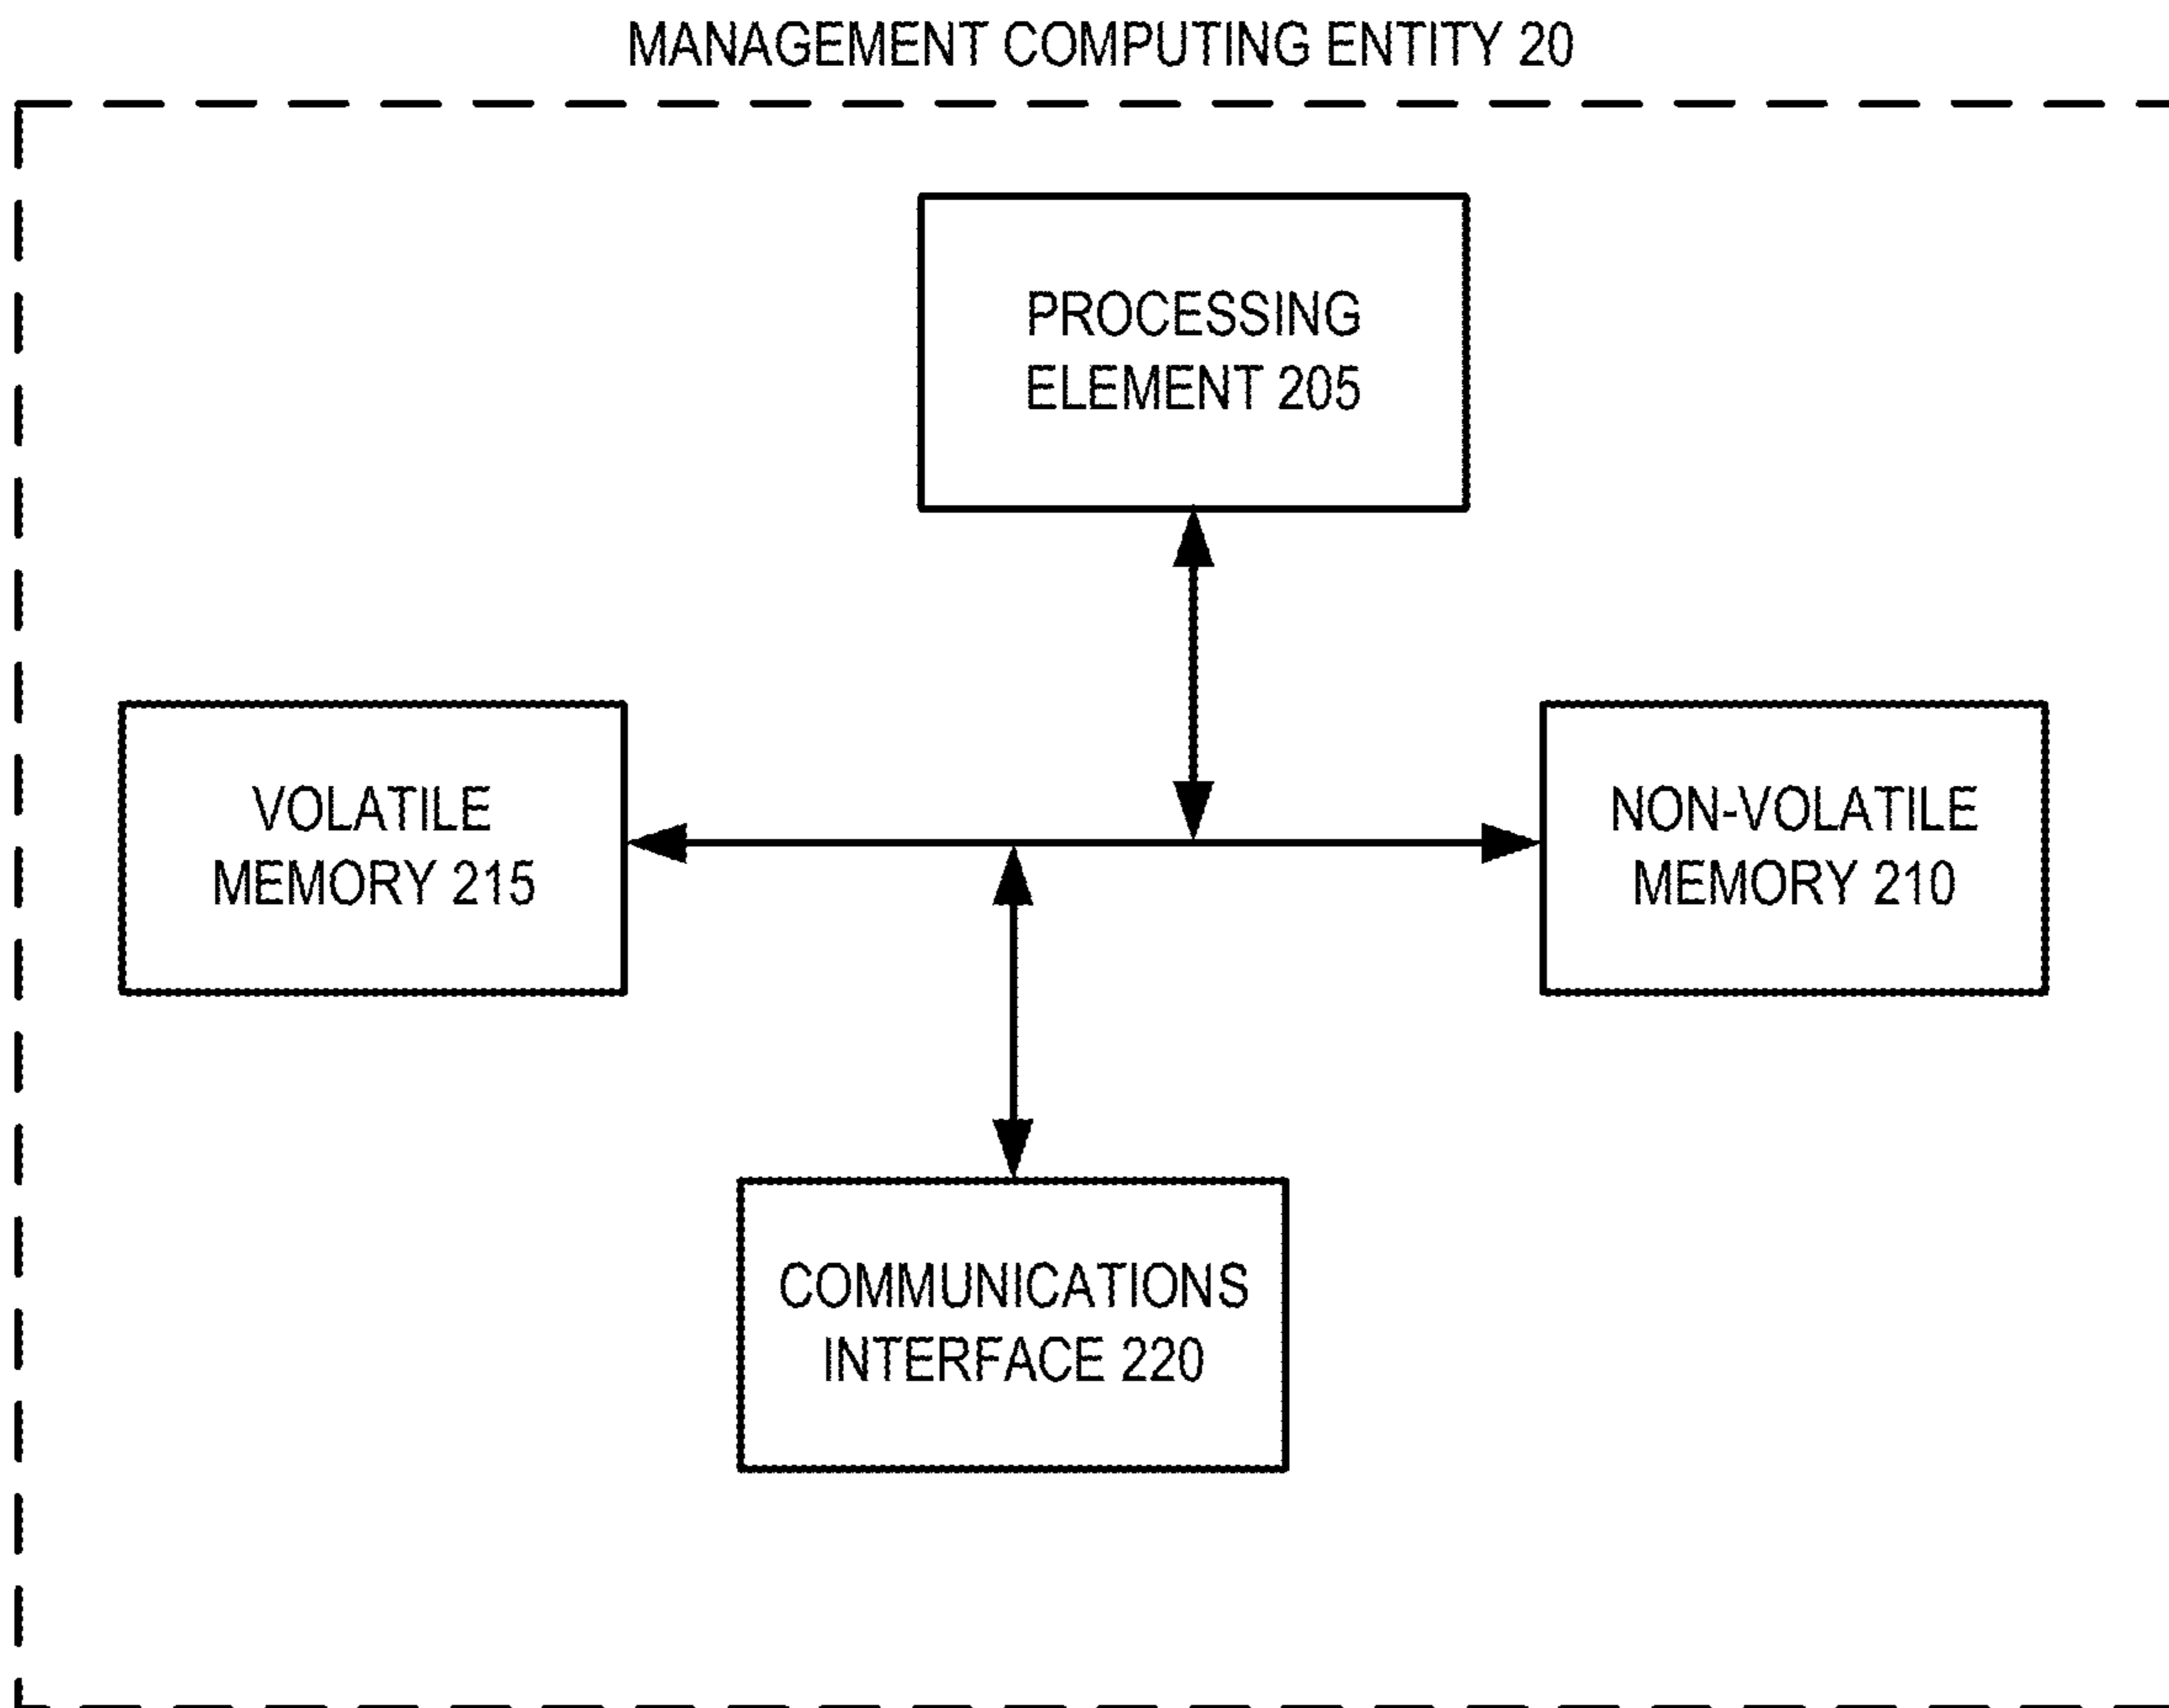 MANAGEMENT COMPUTING ENTITY 20
PROCESSING
ELEMENT 205
VOLATILE
MEMORY 215
NON-VOLATILE
MEMORY 210
COMMUNICATIONS
INTERFACE 220